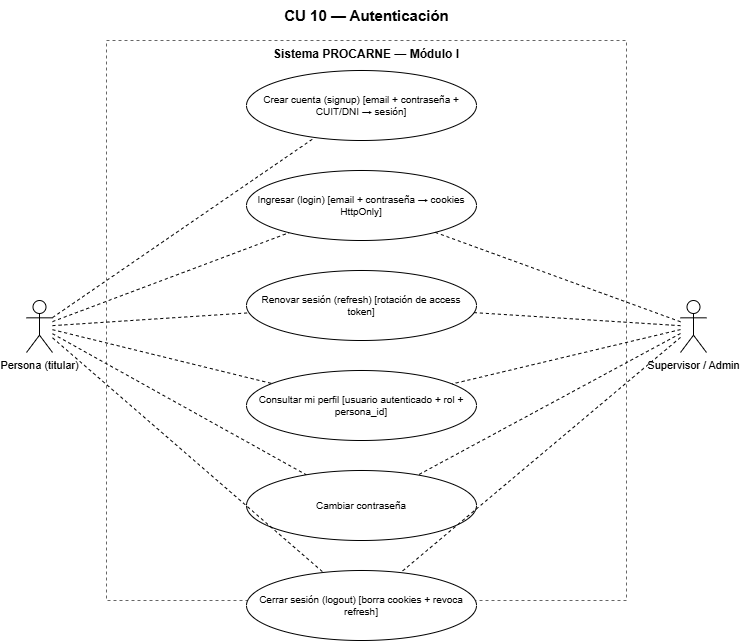 CU 10 — Autenticación
Sistema PROCARNE — Módulo I
Crear cuenta (signup) [email + contraseña +
CUIT/DNI → sesión]
Ingresar (login) [email + contraseña → cookies
HttpOnly]
Renovar sesión (refresh) [rotación de access
token]
Persona (titular)
Supervisor / Admin
Consultar mi perfil [usuario autenticado + rol +
persona_id]
Cambiar contraseña
Cerrar sesión (logout) [borra cookies + revoca
refresh]